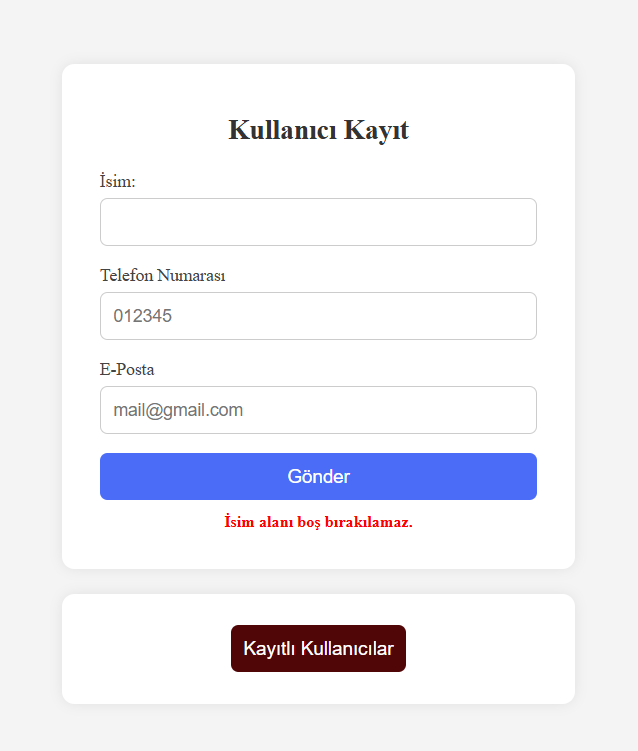 Kullanıcı Kayıt
İsim:
Telefon Numarası
012345
E-Posta
mail@gmail.com
Gönder
İsim alanı boş bırakılamaz.
Kayıtlı Kullanıcılar